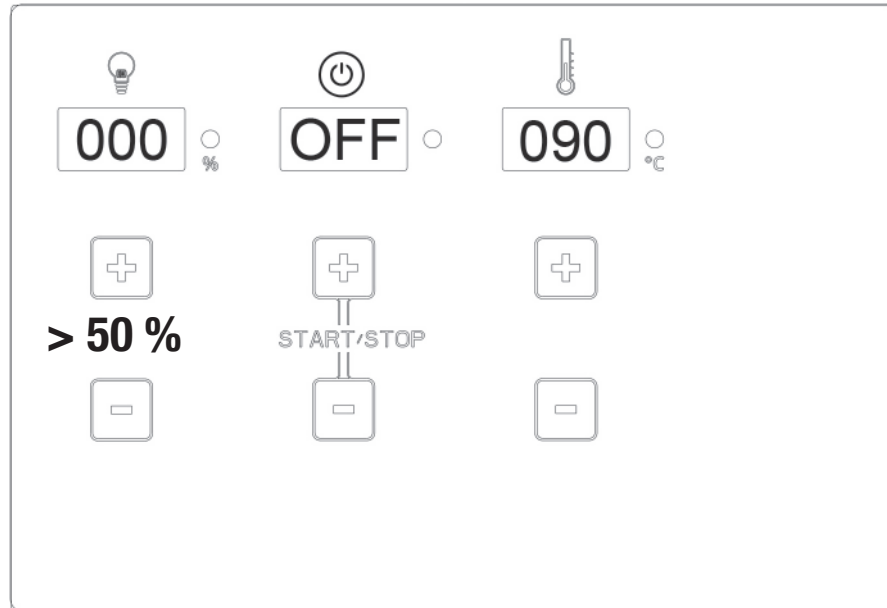 000 OFF 090
% °C
+ + +
> 50 % START/STOP
- - -